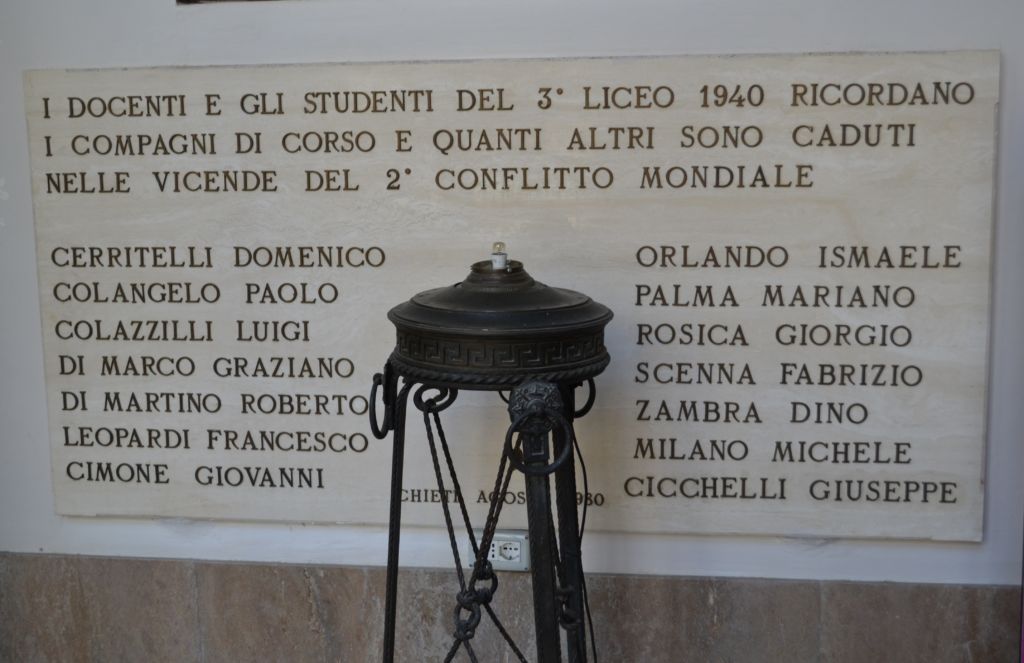 I DOCENTI E GLI STUDENTI DEL 3° LICEO 1940 RICORDANO
I COMPAGNI DI CORSO E QUANTI ALTRI SONO CADUTI
NELLE VICENDE DEL 2° CONFLITTO MONDIALE
CERRITELLI DOMENICO
COLANGELO PAOLO
COLAZZILLI LUIGI
DI MARCO GRAZIANO
DI MARTINO ROBERTO
LEOPARDI FRANCESCO
CIMONE GIOVANNI
ORLANDO ISMAELE
PALMA MARIANO
ROSICA GIORGIO
SCENNA FABRIZIO
ZAMBRA DINO
MILANO MICHELE
CICCHELLI GIUSEPPE
CHIETI